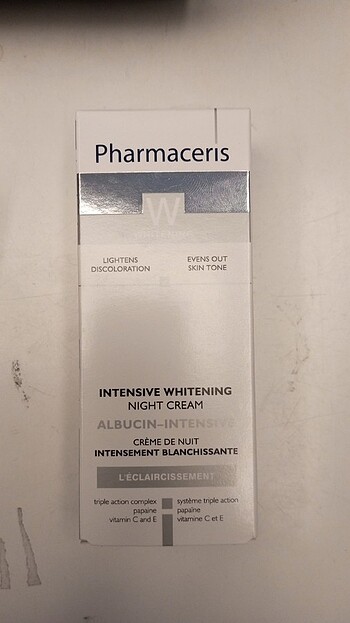 Pharmaceris
W
WHITENING
LIGHTENS
DISCOLORATION
EVENS OUT
SKIN TONE
INTENSIVE WHITENING
NIGHT CREAM
ALBUCIN-INTENSIVE
CRÈME DE NUIT
INTENSEMENT BLANCHISSANTE
L'ÉCLAIRCISSEMENT
triple action complex
papaine
vitamin C and E
système triple action
papaïne
vitamine C et E